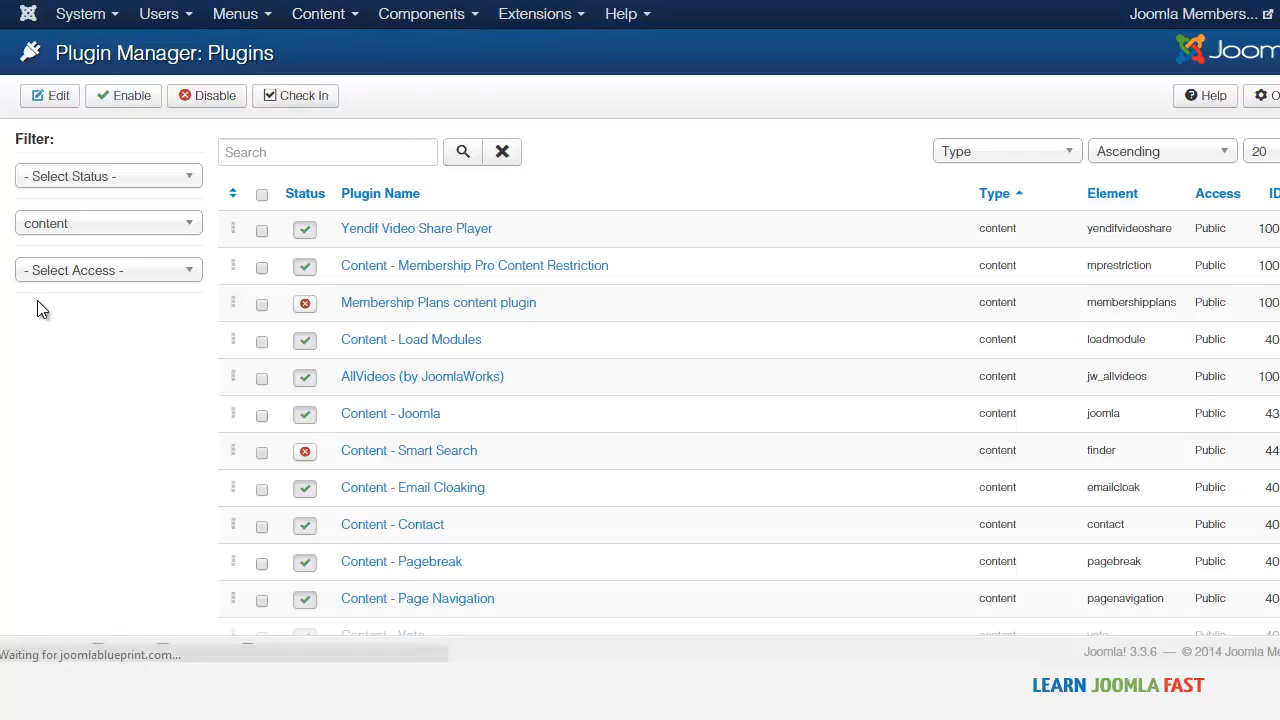 System Users Menus Content Components Extensions Help Joomla Members...
Plugin Manager: Plugins Joom
Edit Enable Disable Check In Help O
Filter:
- Select Status -
content
- Select Access -
Search Type Ascending 20
Status Plugin Name Type Element Access ID
Yendif Video Share Player content yendifvideoshare Public 100
Content - Membership Pro Content Restriction content mprestriction Public 100
Membership Plans content plugin content membershipplans Public 100
Content - Load Modules content loadmodule Public 40
AllVideos (by JoomlaWorks) content jw_allvideos Public 100
Content - Joomla content joomla Public 43
Content - Smart Search content finder Public 44
Content - Email Cloaking content emailcloak Public 40
Content - Contact content contact Public 40
Content - Pagebreak content pagebreak Public 40
Content - Page Navigation content pagenavigation Public 40
Content - Vote content vote Public 40
Waiting for joomlablueprint.com...
Joomla! 3.3.6 — © 2014 Joomla Me
LEARN JOOMLA FAST